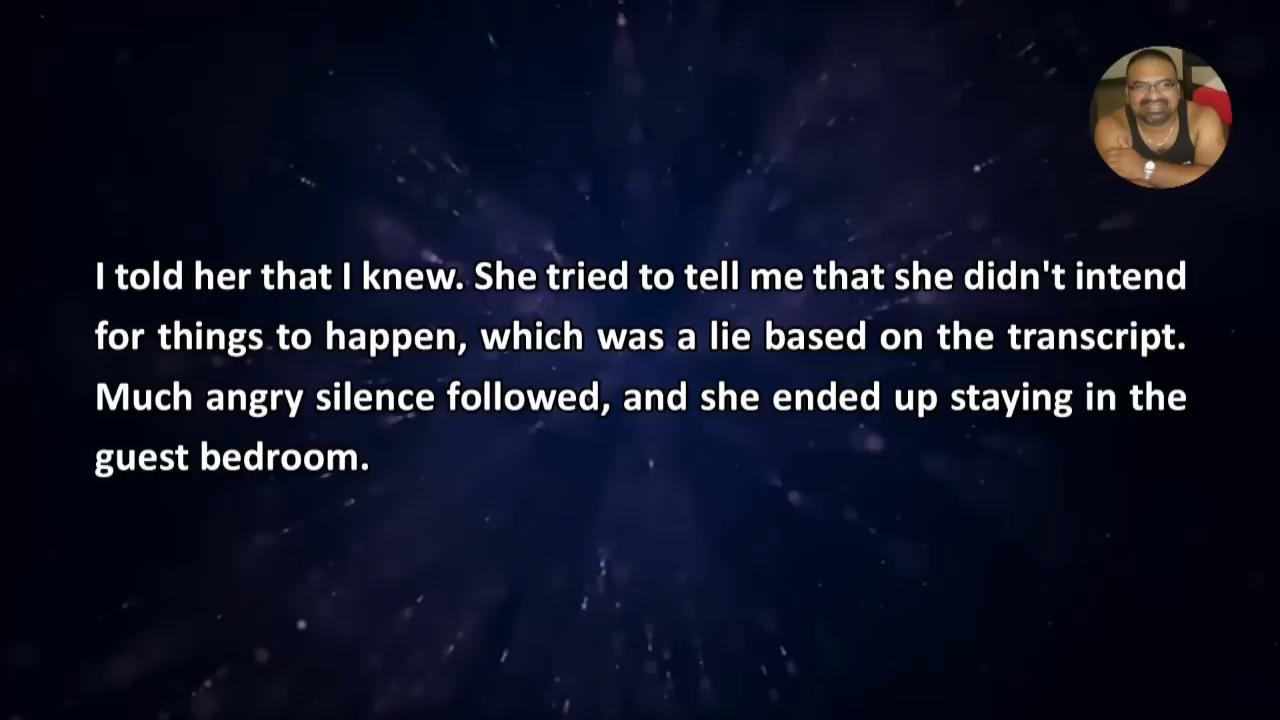 I told her that I knew. She tried to tell me that she didn't intend
for things to happen, which was a lie based on the transcript.
Much angry silence followed, and she ended up staying in the
guest bedroom.